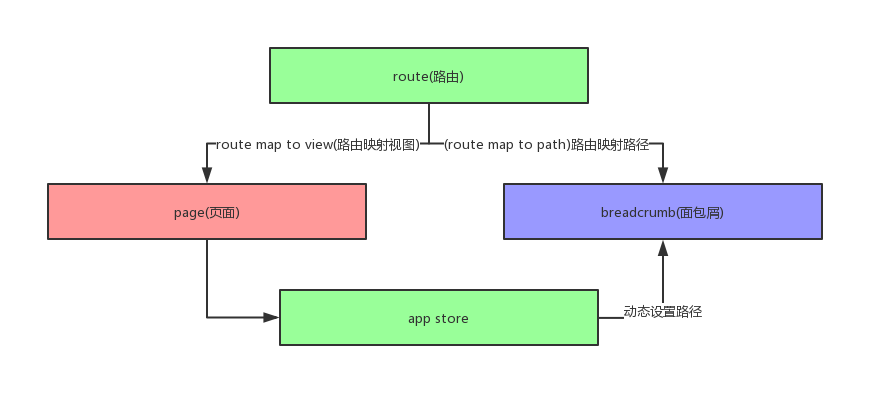 route(路由)
route map to view(路由映射视图)
(route map to path)路由映射路径
page(页面)
breadcrumb(面包屑)
app store
动态设置路径